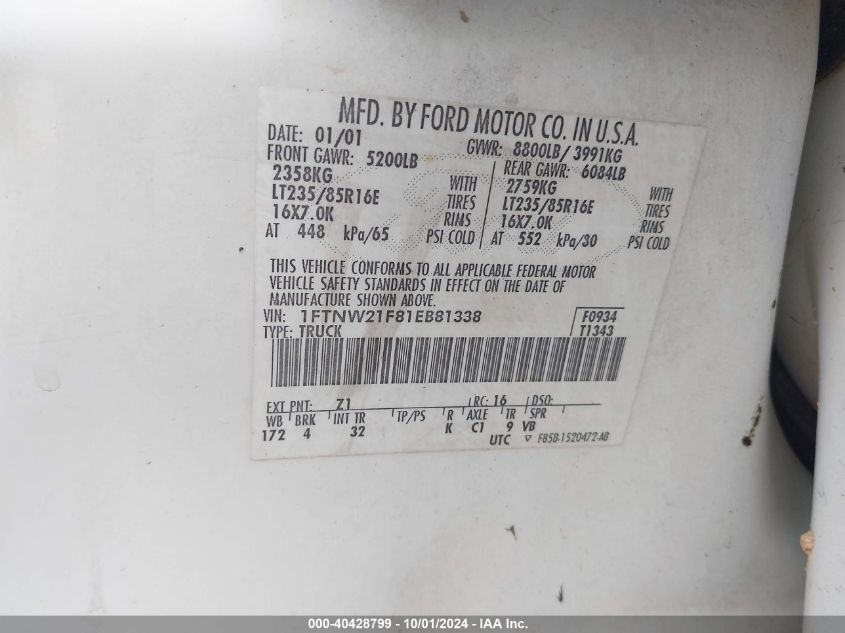 MFD. BY FORD MOTOR CO. IN U.S.A.
DATE: 01/01 GVWR: 8800LB/ 3991KG
FRONT GAWR: 5200LB REAR GAWR: 6084LB
2358KG WITH 2759KG WITH
LT235/85R16E TIRES LT235/85R16E TIRES
16X7.0K RIMS 16X7.0K RIMS
AT 448 kPa/65 PSI COLD AT 552 kPa/30 PSI COLD
THIS VEHICLE CONFORMS TO ALL APPLICABLE FEDERAL MOTOR
VEHICLE SAFETY STANDARDS IN EFFECT ON THE DATE OF
MANUFACTURE SHOWN ABOVE.
VIN: 1FTNW21F81EB81338 F0934
TYPE: TRUCK T1343
EXT PNT: Z1 RC: 16 DSO:
WB BRK INT TR TP/PS R AXLE TR SPR
172 4 32 K C1 9 VB
UTC F85B-1520472-AB
000-40428799 - 10/01/2024 - IAA Inc.